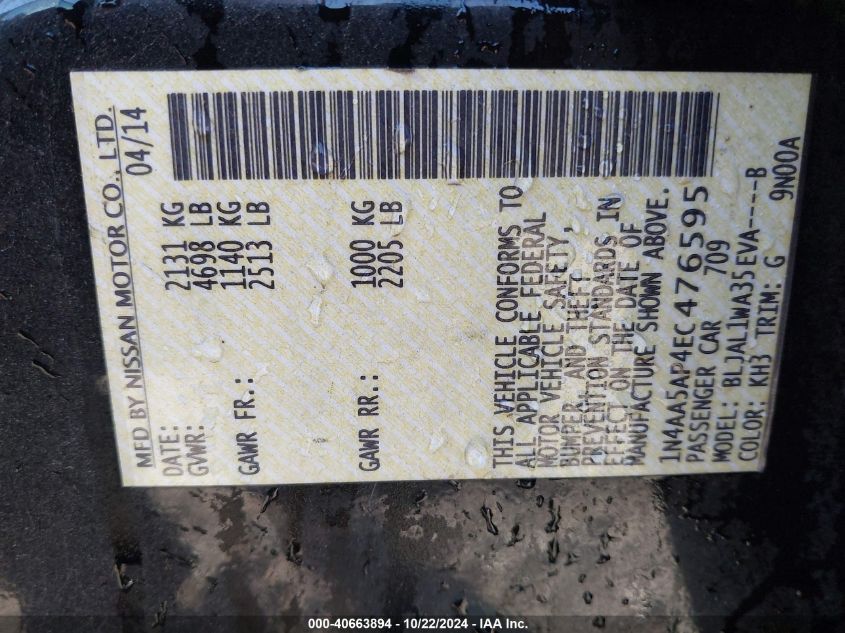 MFD BY NISSAN MOTOR CO., LTD.
DATE: 04/14
GVWR: 2131 KG
4698 LB
GAWR FR.: 1140 KG
2513 LB
GAWR RR.: 1000 KG
2205 LB
THIS VEHICLE CONFORMS TO
ALL APPLICABLE FEDERAL
MOTOR VEHICLE SAFETY,
BUMPER, AND THEFT
PREVENTION STANDARDS IN
EFFECT ON THE DATE OF
MANUFACTURE SHOWN ABOVE.
1N4AA5AP4EC476595
PASSENGER CAR 709
MODEL: BLJAL1WA35EVA----B
COLOR: KH3 TRIM: G 9N00A
000-40663894 - 10/22/2024 - IAA Inc.